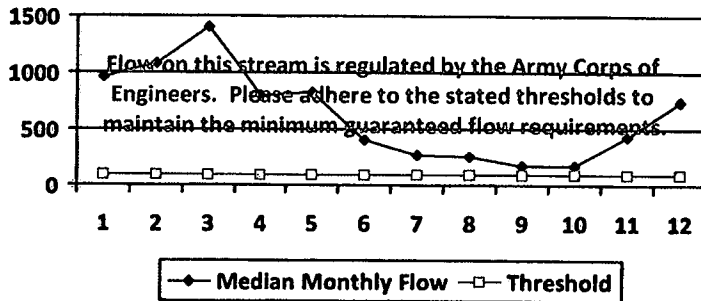 1500
1000
500
0
Flow on this stream is regulated by the Army Corps of
Engineers. Please adhere to the stated thresholds to
maintain the minimum guaranteed flow requirements.
1 2 3 4 5 6 7 8 9 10 11 12
Median Monthly Flow Threshold